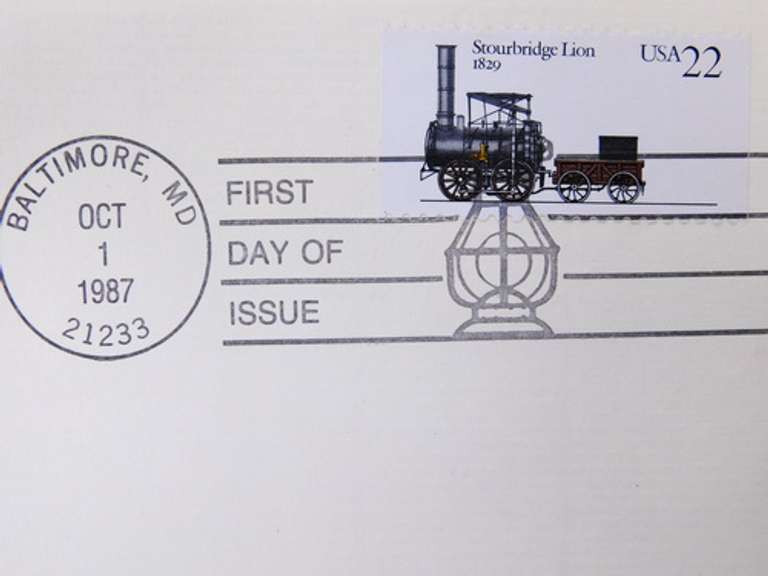 Stourbridge Lion
1829
USA22
BALTIMORE, MD
OCT
1
1987
21233
FIRST
DAY OF
ISSUE